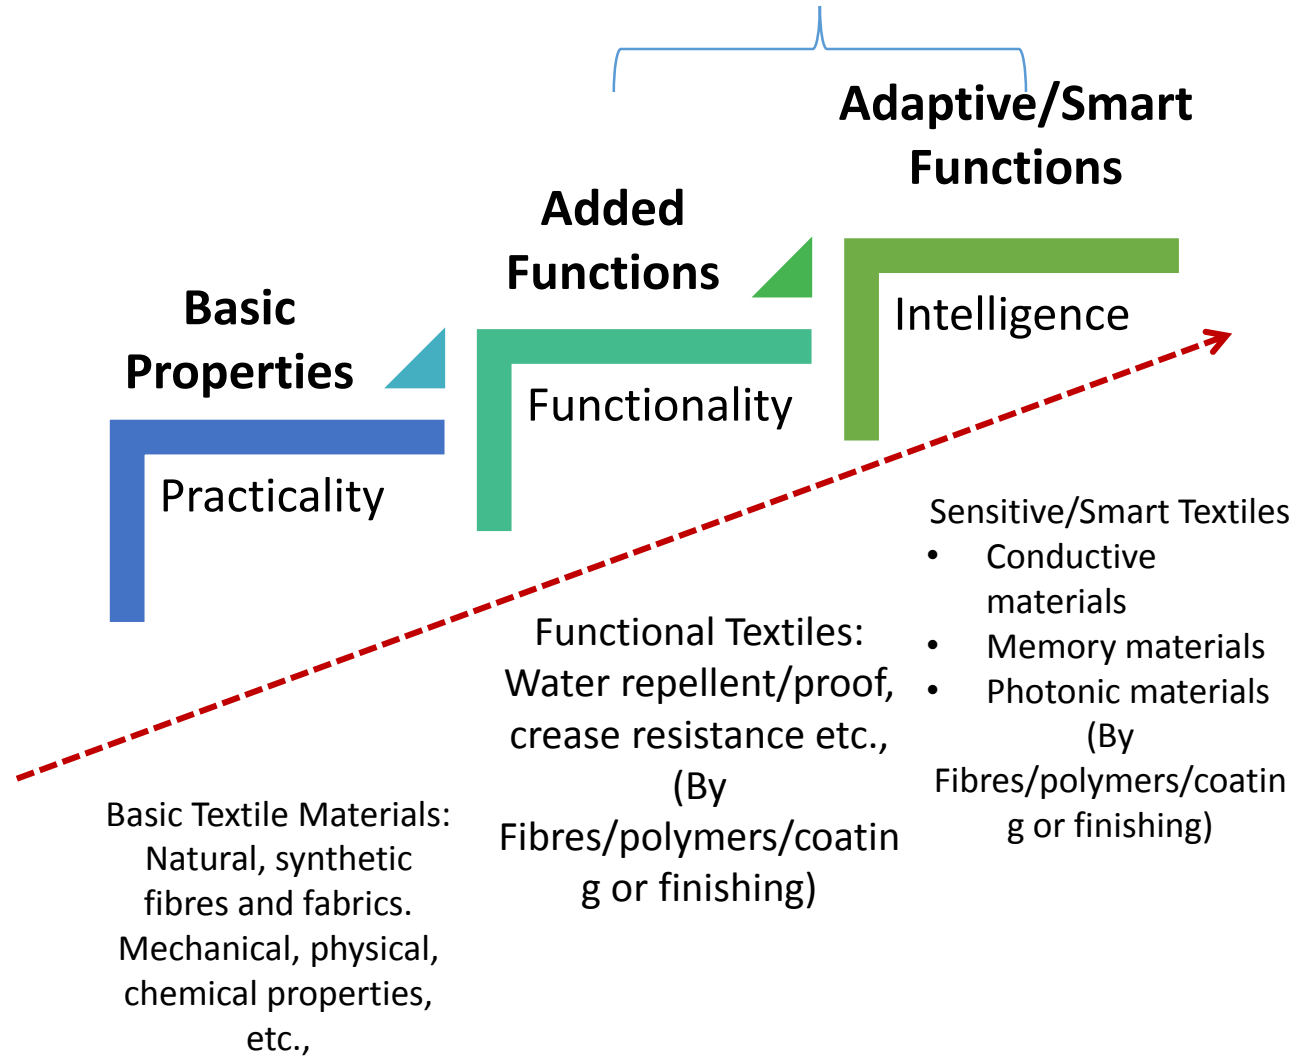 Basic
Properties
Practicality
Basic Textile Materials:
Natural, synthetic
fibres and fabrics.
Mechanical, physical,
chemical properties,
etc.,
Added
Functions
Functionality
Functional Textiles:
Water repellent/proof,
crease resistance etc.,
(By
Fibres/polymers/coatin
g or finishing)
Adaptive/Smart
Functions
Intelligence
Sensitive/Smart Textiles
• Conductive
materials
• Memory materials
• Photonic materials
(By
Fibres/polymers/coatin
g or finishing)